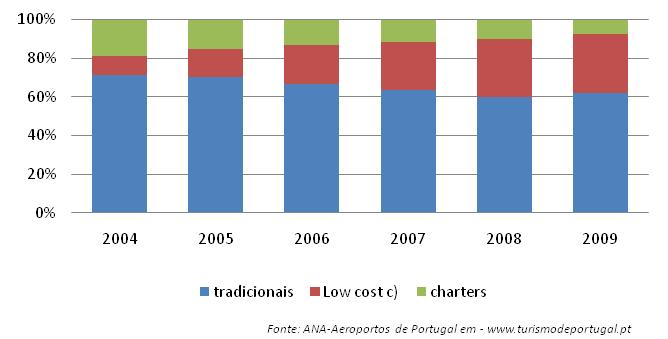 100%
80%
60%
40%
20%
0%
2004 2005 2006 2007 2008 2009
tradicionais Low cost c) charters
Fonte: ANA-Aeroportos de Portugal em - www.turismodeportugal.pt